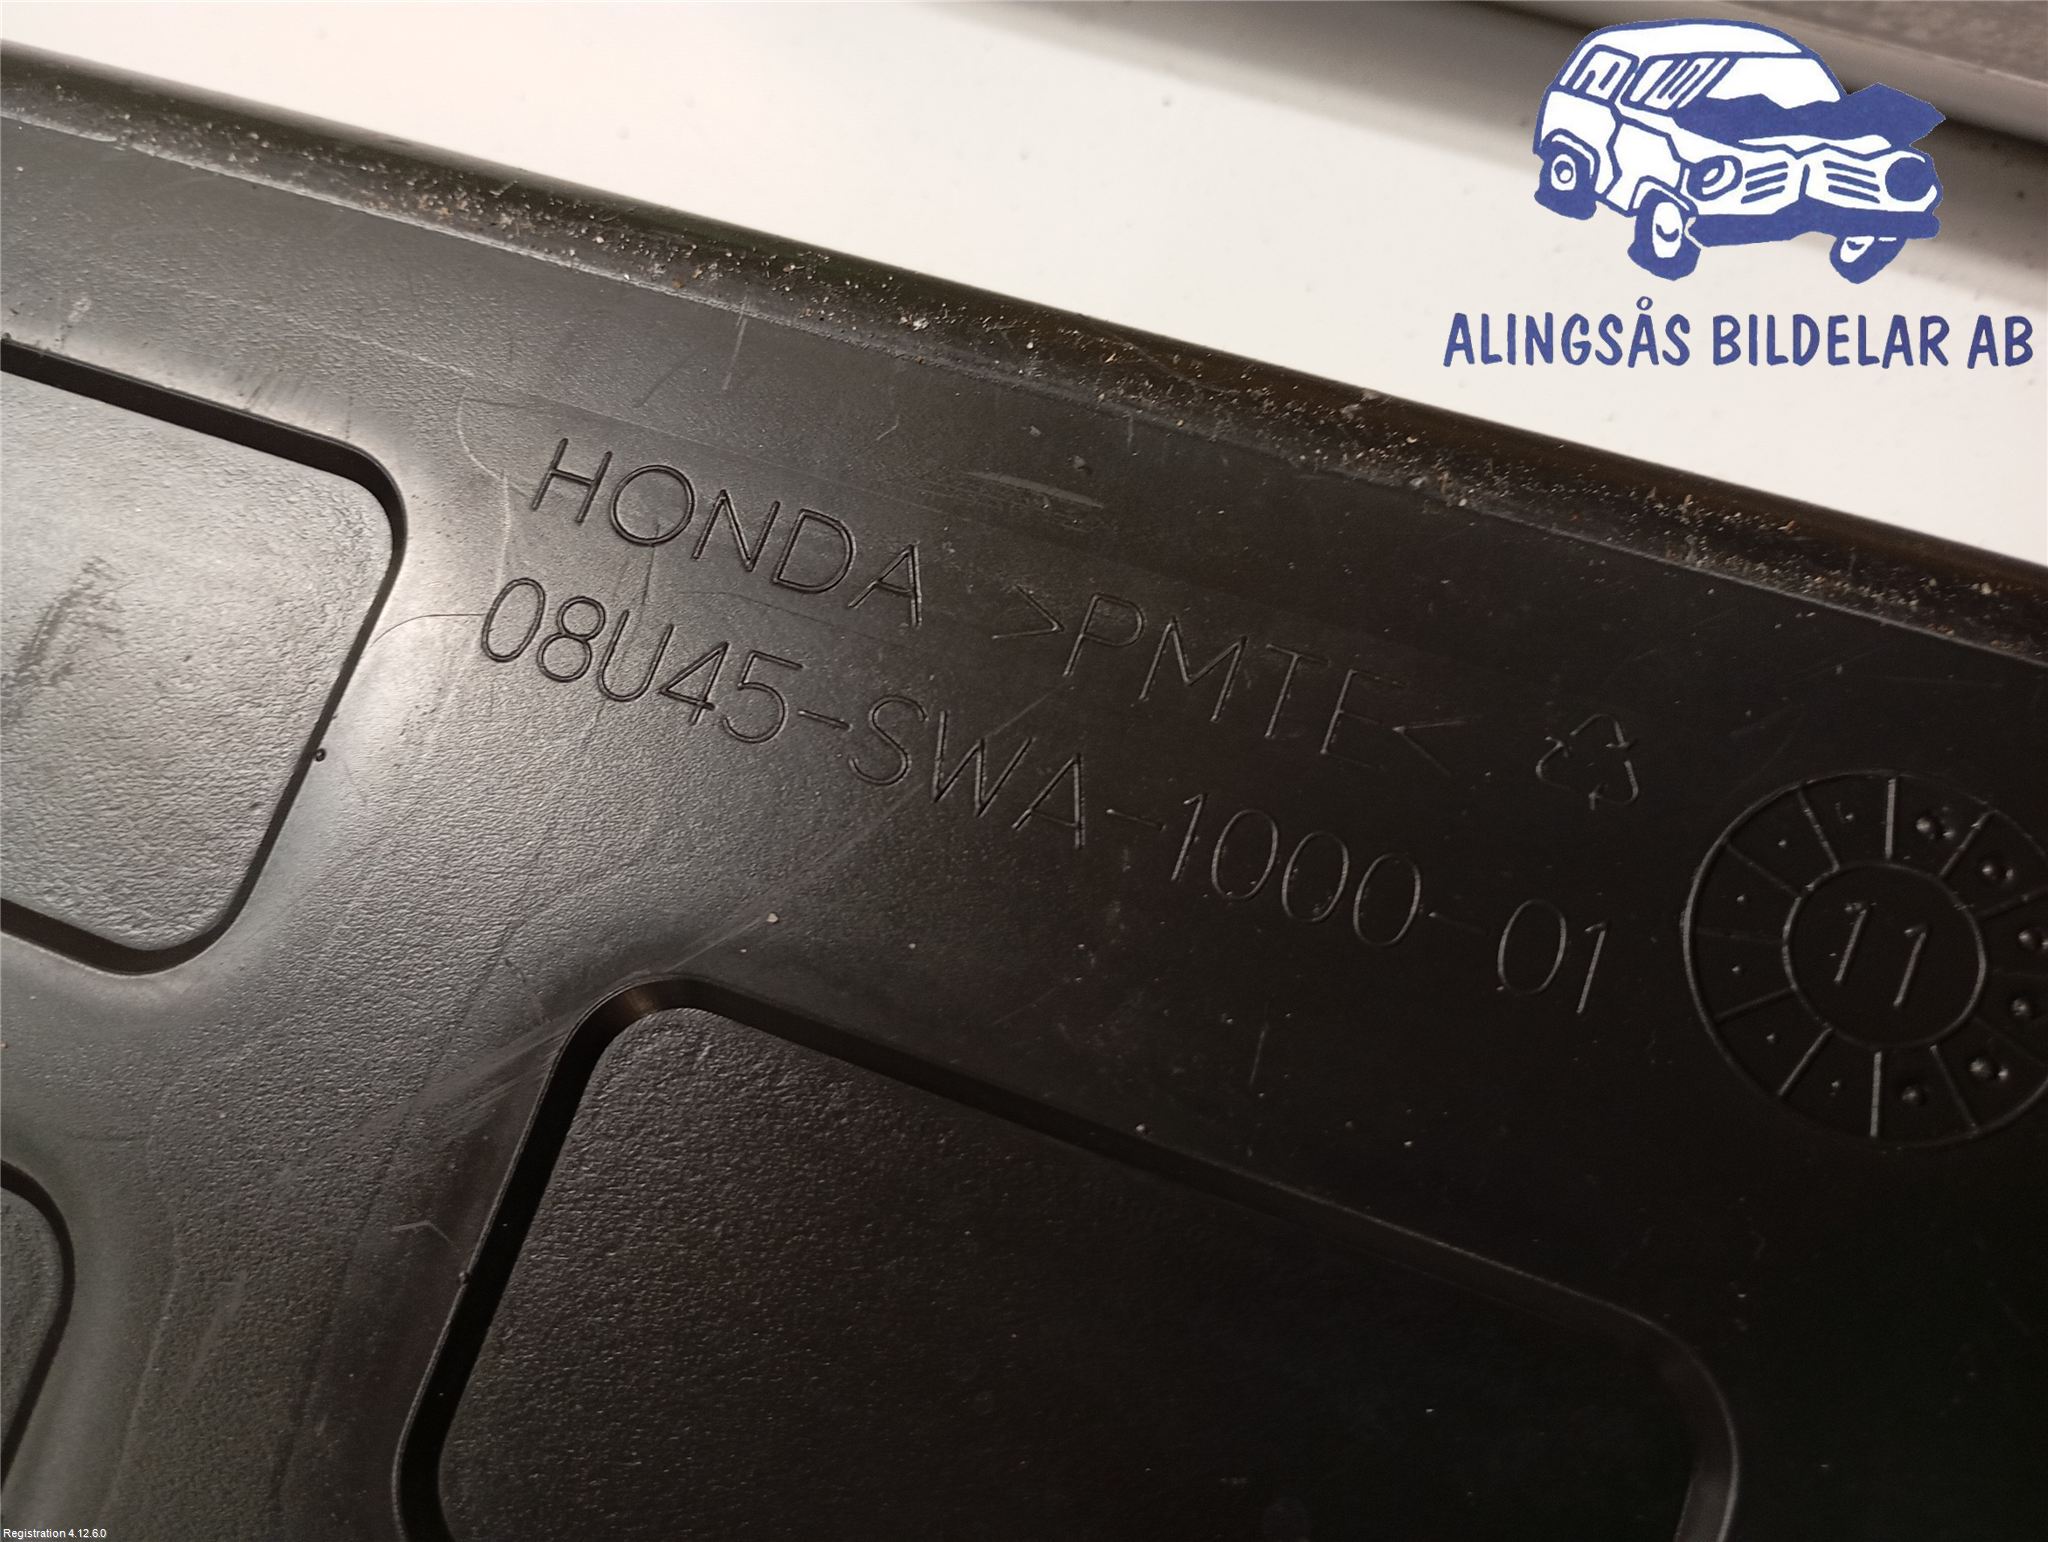 ALINGSÅS BILDELAR AB
HONDA >PMTE<
08U45-SWA-1000-01
11
Registration 4.12.6.0